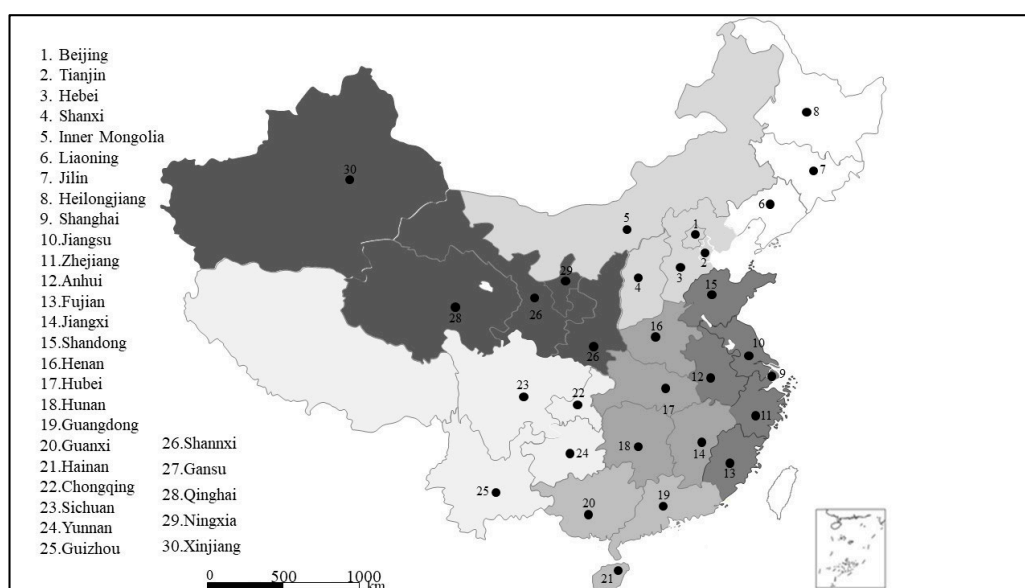 1. Beijing
2. Tianjin
3. Hebei
4. Shanxi
5. Inner Mongolia
6. Liaoning
7. Jilin
8. Heilongjiang
9. Shanghai
10.Jiangsu
11.Zhejiang
12.Anhui
13.Fujian
14.Jiangxi
15.Shandong
16.Henan
17.Hubei
18.Hunan
19.Guangdong
20.Guanxi
21.Hainan
22.Chongqing
23.Sichuan
24.Yunnan
25.Guizhou
26.Shannxi
27.Gansu
28.Qinghai
29.Ningxia
30.Xinjiang
8
7
30
6
5
1
2
29
3
4
15
26
28
16
10
26
9
12
23
22
17
11
18
14
24
13
25
19
20
21
0 500 1000
km